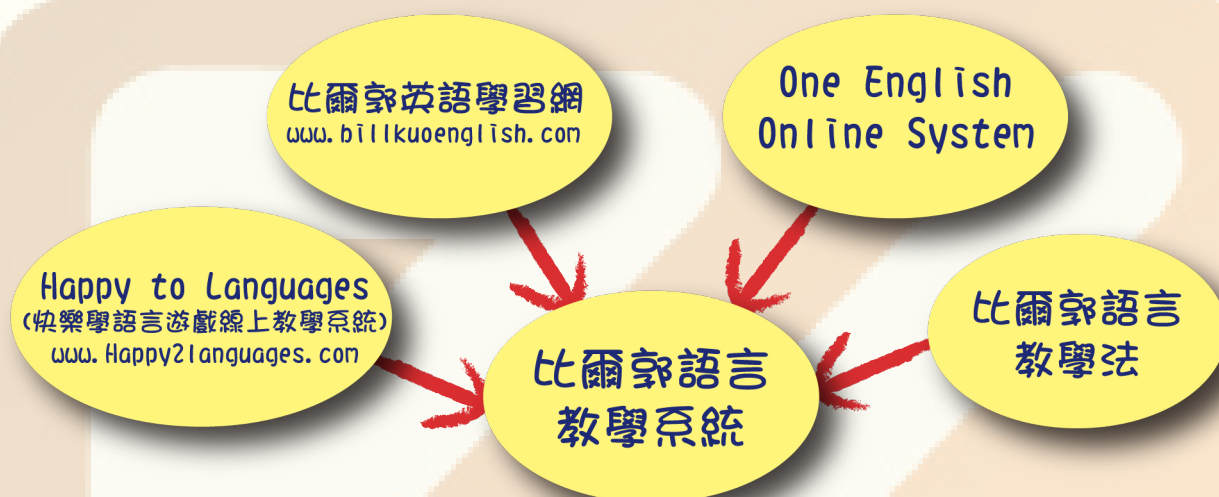 比爾郭英語學習網
www.billkuoenglish.com
One English
Online System
Happy to Languages
(快樂學語言遊戲線上教學系統)
www.Happy2languages.com
比爾郭語言
教學法
比爾郭語言
教學系統